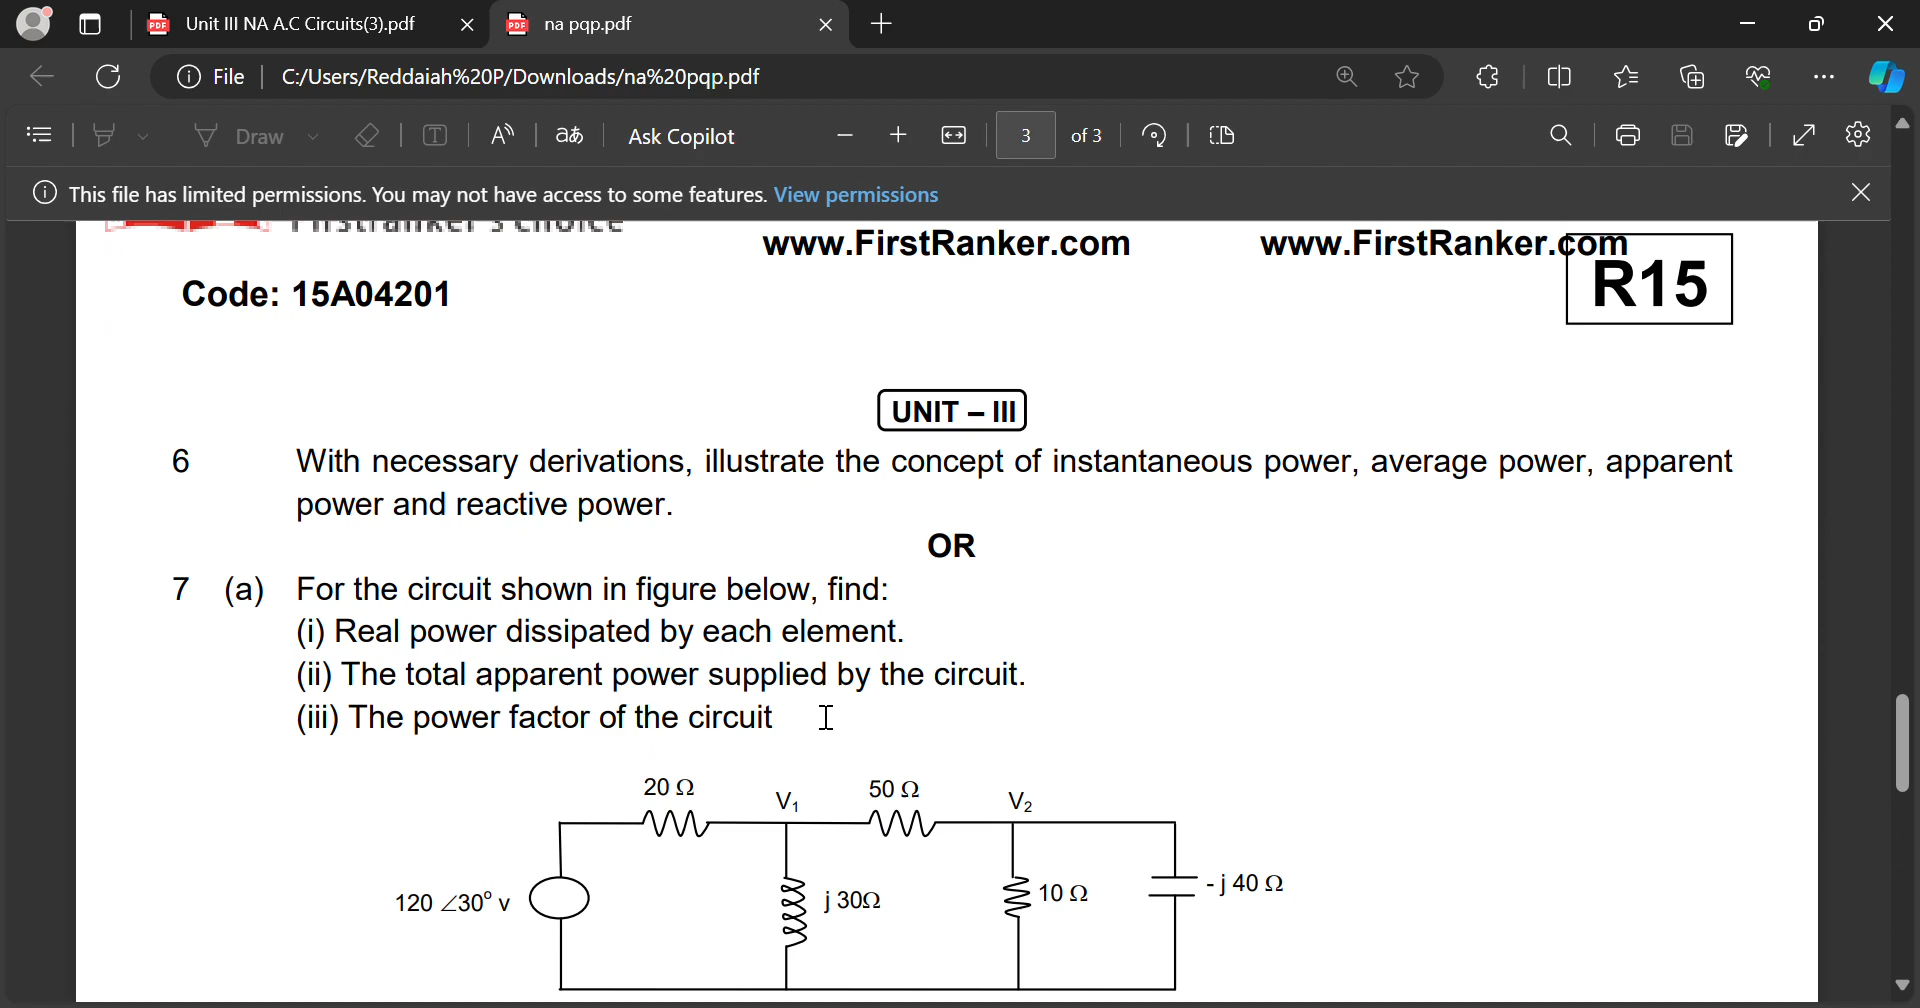 Unit III NA A.C Circuits(3).pdf
na pqp.pdf
File
C:/Users/Reddaiah%20P/Downloads/na%20pqp.pdf
Draw
Ask Copilot
3
of 3
This file has limited permissions. You may not have access to some features. View permissions
Firstranker's choice
www.FirstRanker.com
www.FirstRanker.com
Code: 15A04201
R15
UNIT – III
6 With necessary derivations, illustrate the concept of instantaneous power, average power, apparent
power and reactive power.
OR
7 (a) For the circuit shown in figure below, find:
(i) Real power dissipated by each element.
(ii) The total apparent power supplied by the circuit.
(iii) The power factor of the circuit
20 Ω
V₁
50 Ω
V₂
120 ∠30⁰ v
j 30Ω
10 Ω
- j 40 Ω